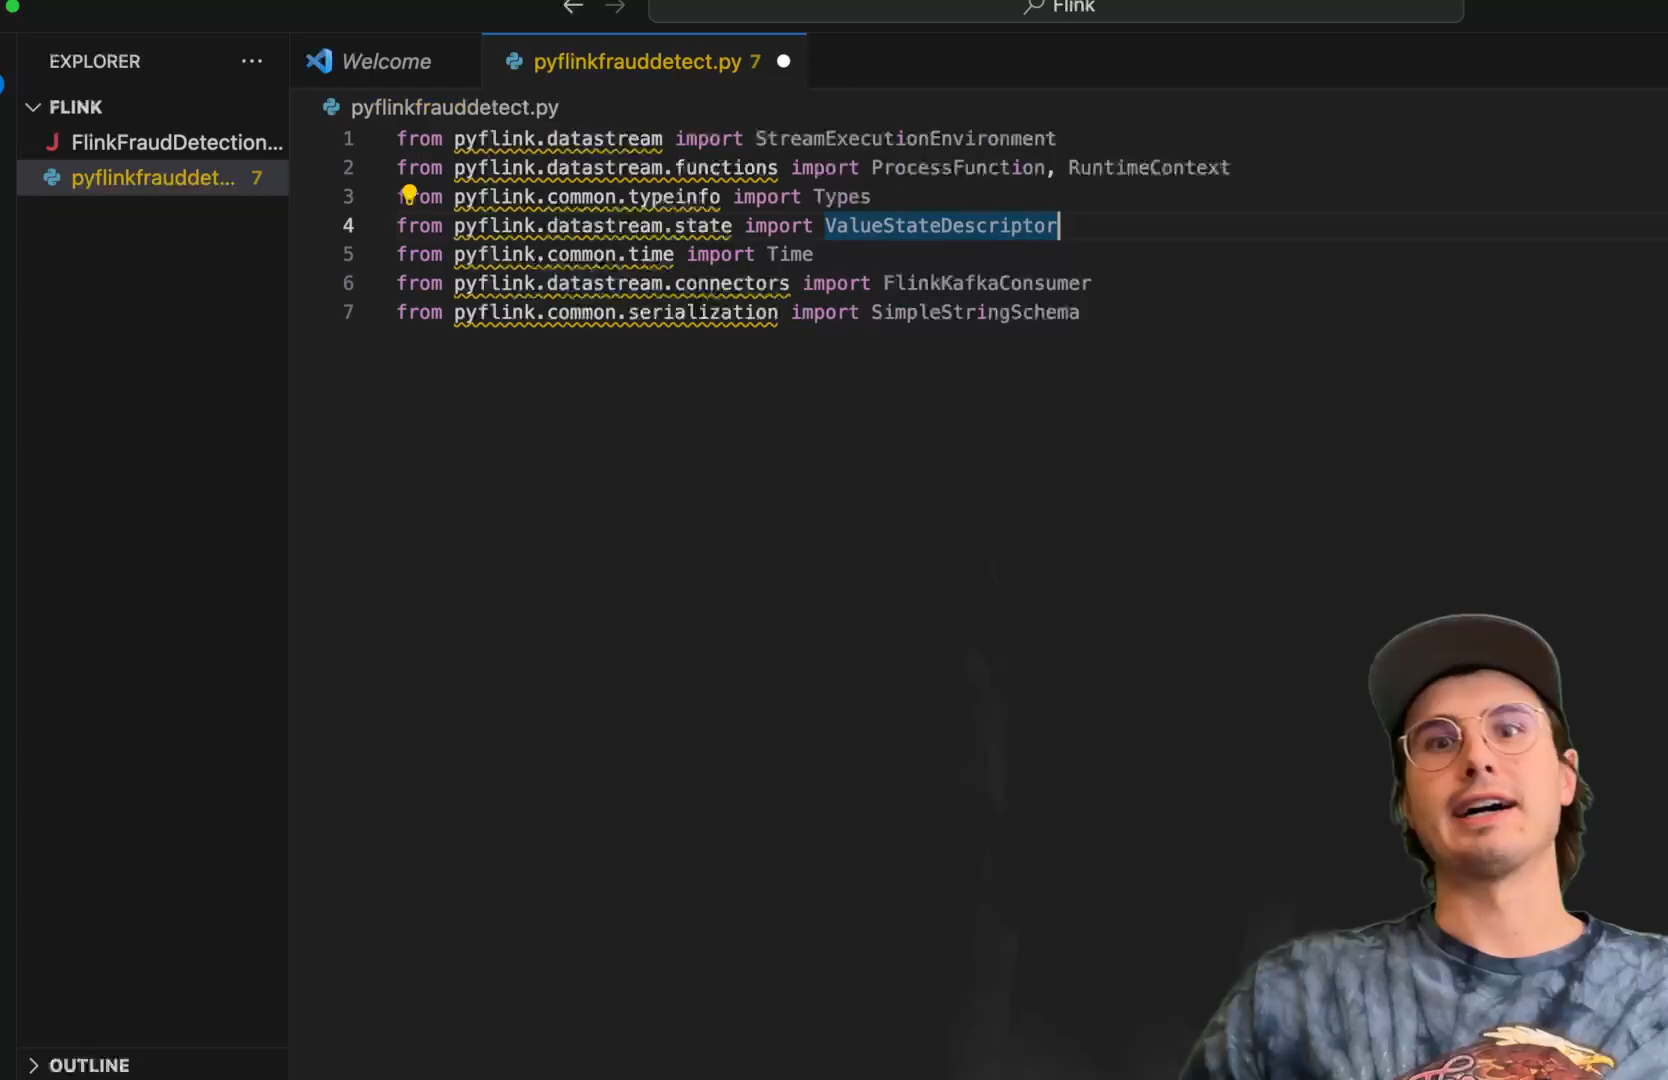 Flink
EXPLORER
Welcome
pyflinkfrauddetect.py 7
FLINK
FlinkFraudDetection...
pyflinkfrauddet... 7
pyflinkfrauddetect.py
1 from pyflink.datastream import StreamExecutionEnvironment
2 from pyflink.datastream.functions import ProcessFunction, RuntimeContext
3 from pyflink.common.typeinfo import Types
4 from pyflink.datastream.state import ValueStateDescriptor
5 from pyflink.common.time import Time
6 from pyflink.datastream.connectors import FlinkKafkaConsumer
7 from pyflink.common.serialization import SimpleStringSchema
OUTLINE